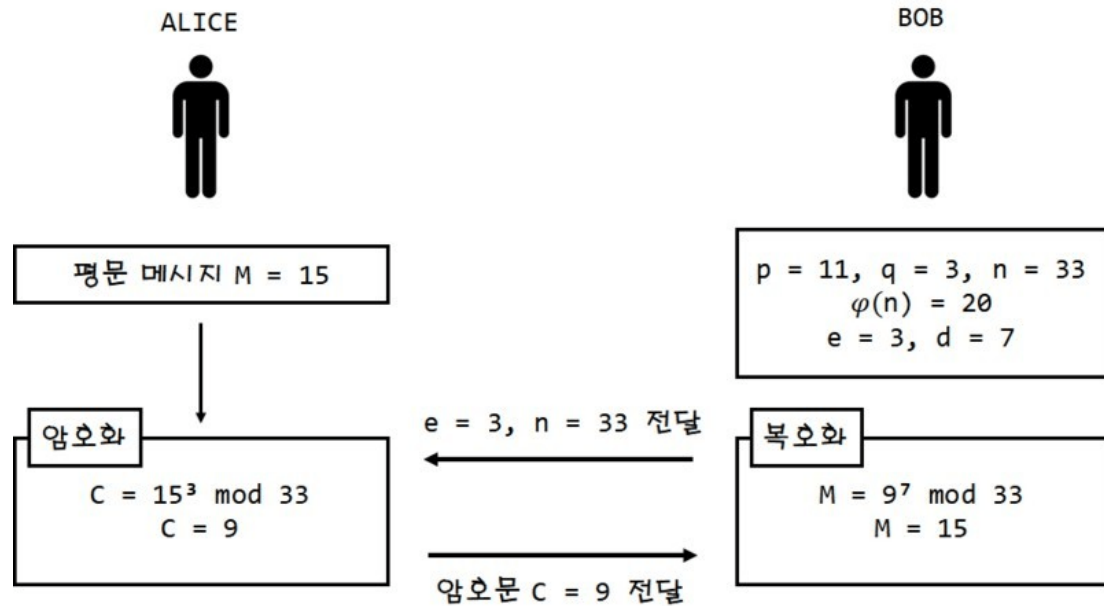 ALICE
BOB
평문 메시지 M = 15
p = 11, q = 3, n = 33
φ(n) = 20
e = 3, d = 7
암호화
e = 3, n = 33 전달
복호화
C = 15³ mod 33
C = 9
M = 9⁷ mod 33
M = 15
암호문 C = 9 전달